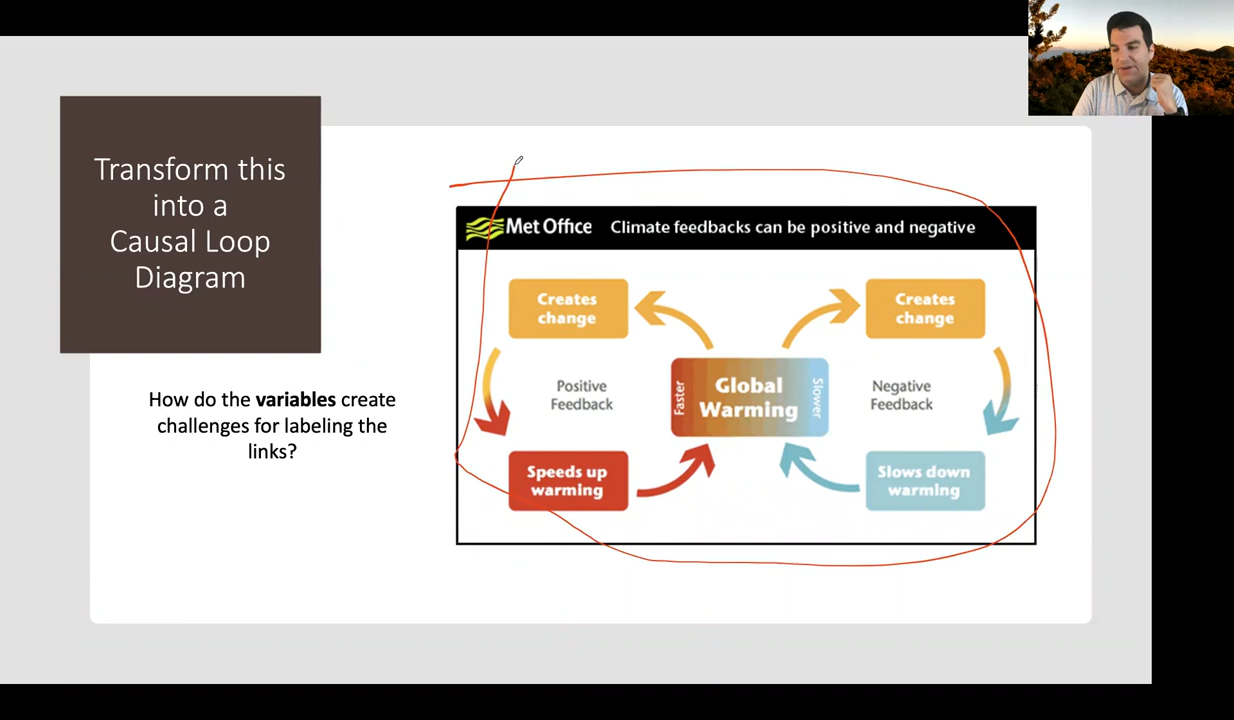 Transform this
into a
Causal Loop
Diagram
How do the variables create
challenges for labeling the
links?
Met Office Climate feedbacks can be positive and negative
Creates
change
Creates
change
Positive
Feedback
Faster
Global
Warming
Slower
Negative
Feedback
Speeds up
warming
Slows down
warming